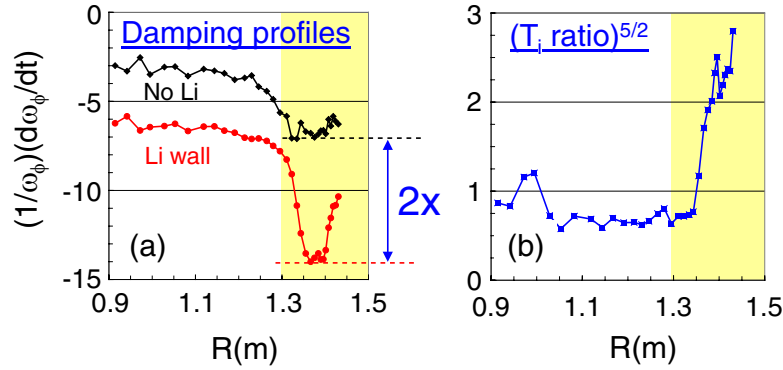 Damping profiles
(1/ωϕ)(dωϕ/dt)
0
-5
-10
-15
No Li
Li wall
2x
(a)
0.9 1.1 1.3 1.5
R(m)
(Ti ratio)5/2
3
2
1
0
(b)
0.9 1.1 1.3 1.5
R(m)